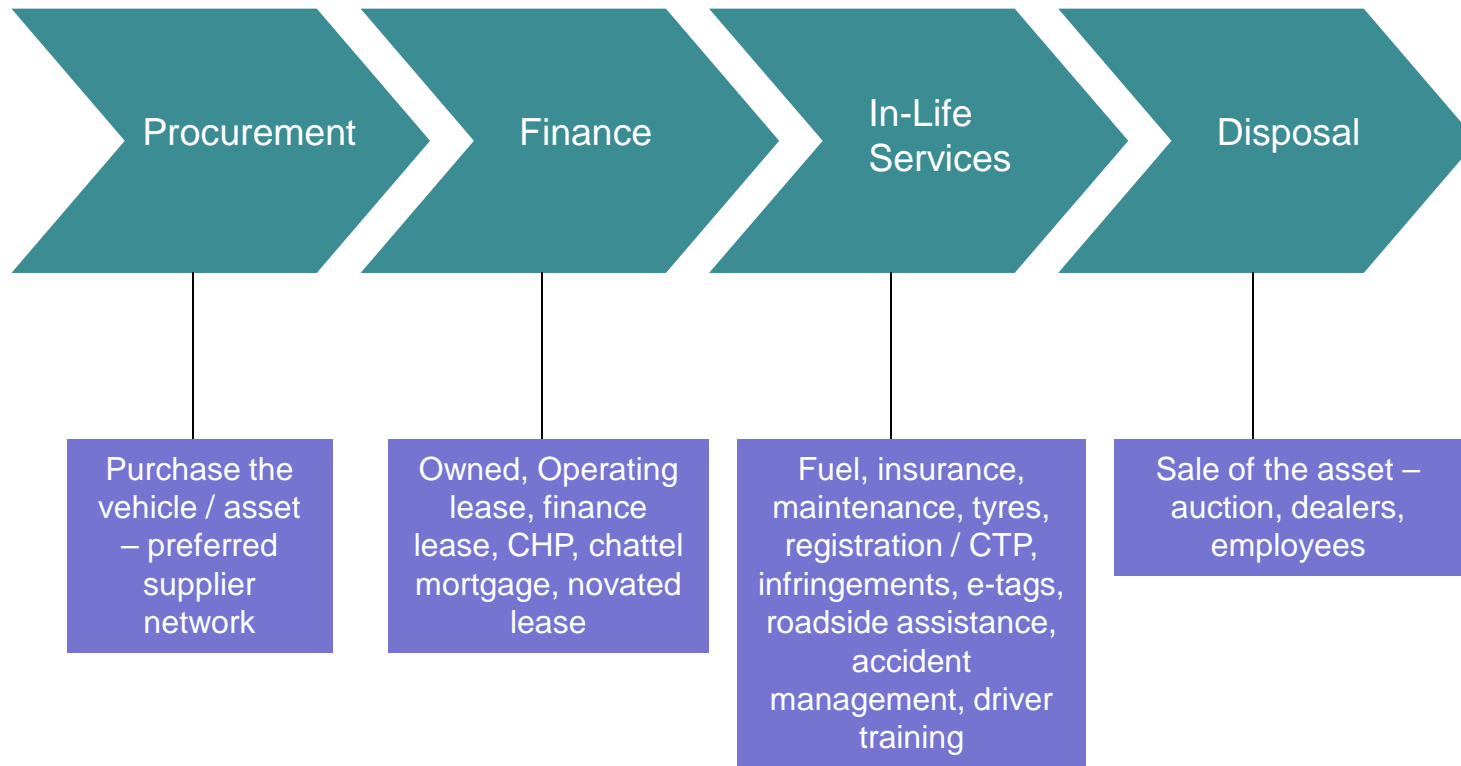 Procurement
Finance
In-Life
Services
Disposal
Purchase the
vehicle / asset
– preferred
supplier
network
Owned, Operating
lease, finance
lease, CHP, chattel
mortgage, novated
lease
Fuel, insurance,
maintenance, tyres,
registration / CTP,
infringements, e-tags,
roadside assistance,
accident
management, driver
training
Sale of the asset –
auction, dealers,
employees